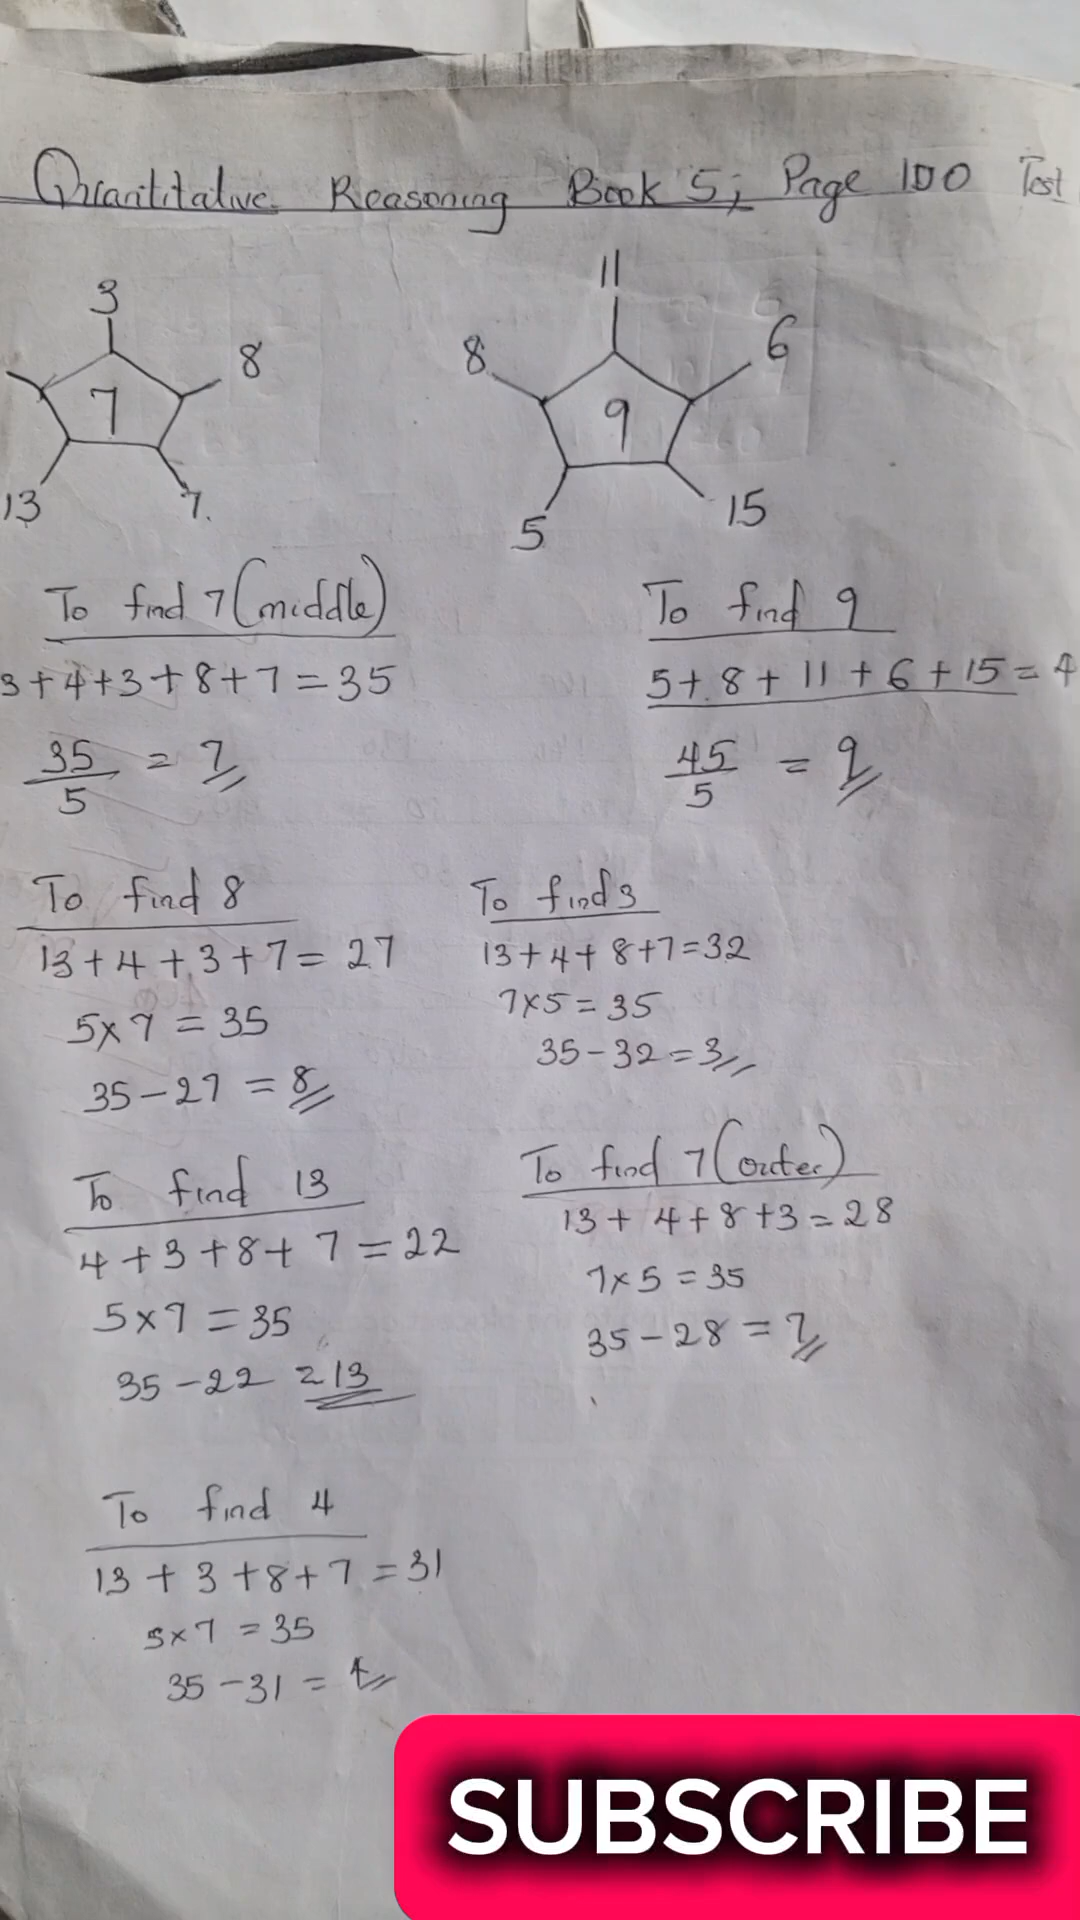 Quantitative Reasoning Book 5; Page 100 Test
3
8
7
13
7.
11
8
6
9
5
15
To find 7 (middle)
3+4+3+8+7=35
35/5 = 7
To find 9
5+8+11+6+15=4
45/5 = 9
To find 8
13+4+3+7=27
5x7=35
35-27=8
To find 3
13+4+8+7=32
7x5=35
35-32=3
To find 13
4+3+8+7=22
5x7=35
35-22=13
To find 7 (outer)
13+4+8+3=28
7x5=35
35-28=7
To find 4
13+3+8+7=31
5x7=35
35-31=4
SUBSCRIBE